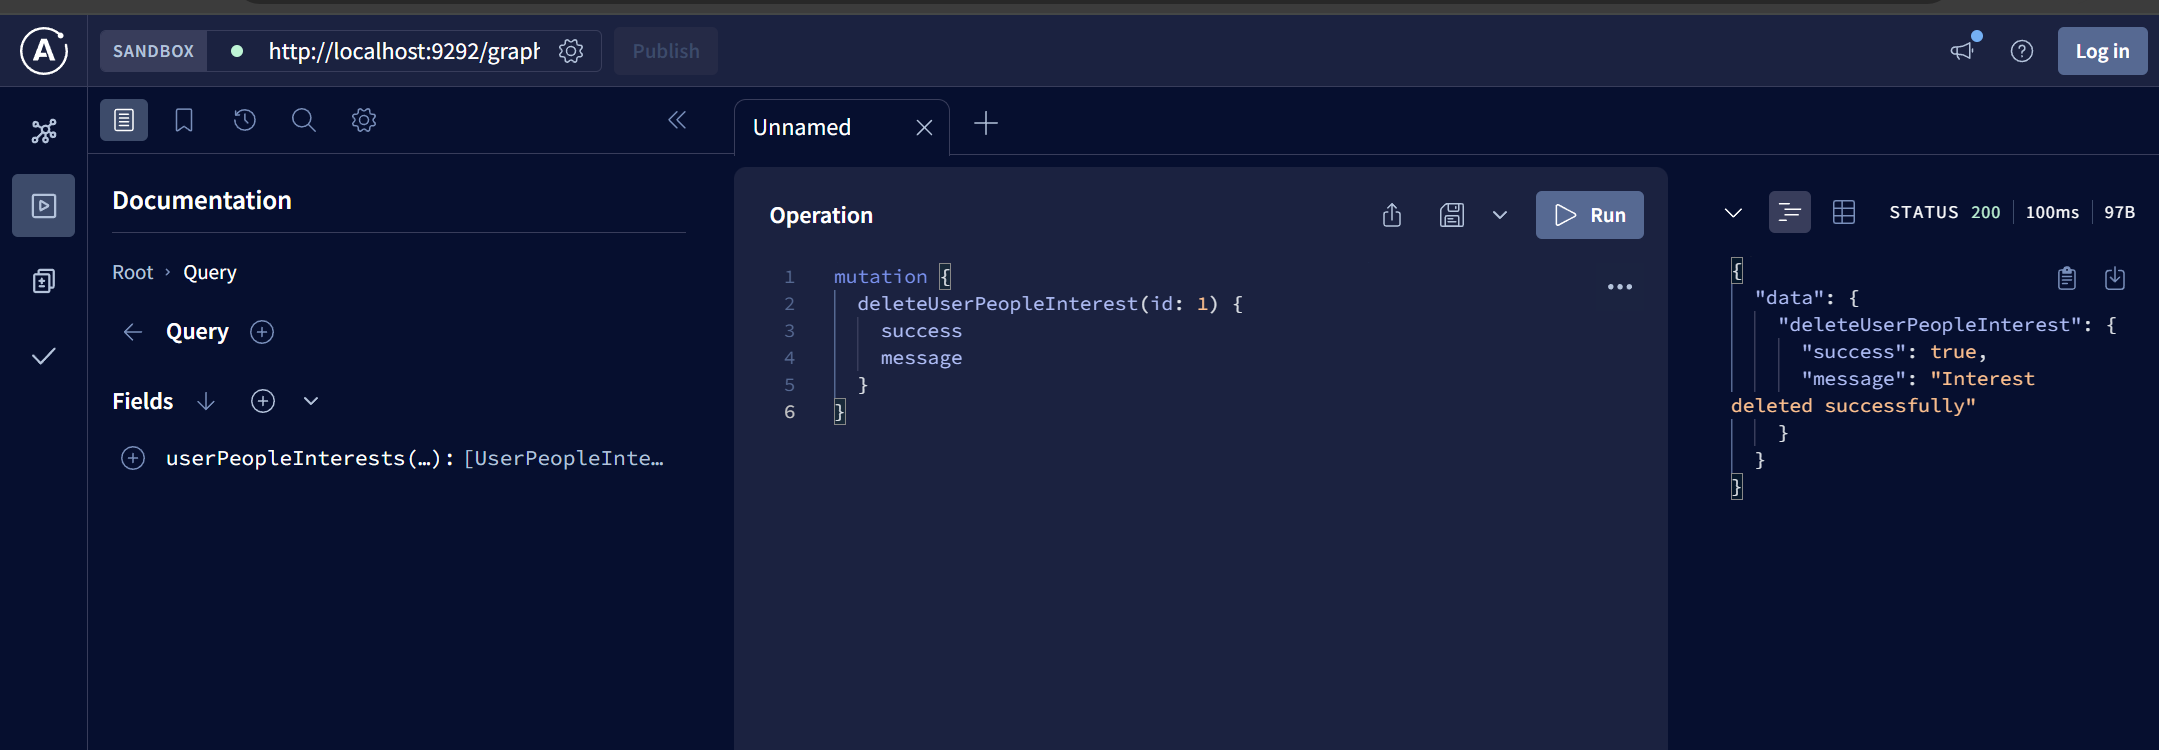 SANDBOX http://localhost:9292/graph Publish Log in
Unnamed
Documentation
Root › Query
Query
Fields
userPeopleInterests(…): [UserPeopleInte…
Operation
Run
1 mutation {
2 deleteUserPeopleInterest(id: 1) {
3 success
4 message
5 }
6 }
STATUS 200 100ms 97B
{
"data": {
"deleteUserPeopleInterest": {
"success": true,
"message": "Interest
deleted successfully"
}
}
}